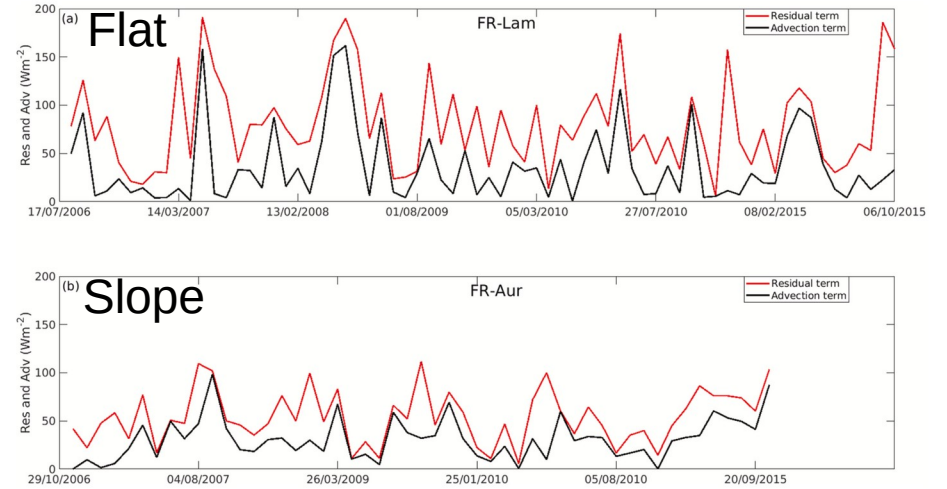 (a) Flat
FR-Lam
Residual term
Advection term
Res and Adv (Wm-2)
200
150
100
50
0
17/07/2006 14/03/2007 13/02/2008 01/08/2009 05/03/2010 27/07/2010 08/02/2015 06/10/2015
(b) Slope
FR-Aur
Residual term
Advection term
Res and Adv (Wm-2)
200
150
100
50
0
29/10/2006 04/08/2007 26/03/2009 25/01/2010 05/08/2010 20/09/2015